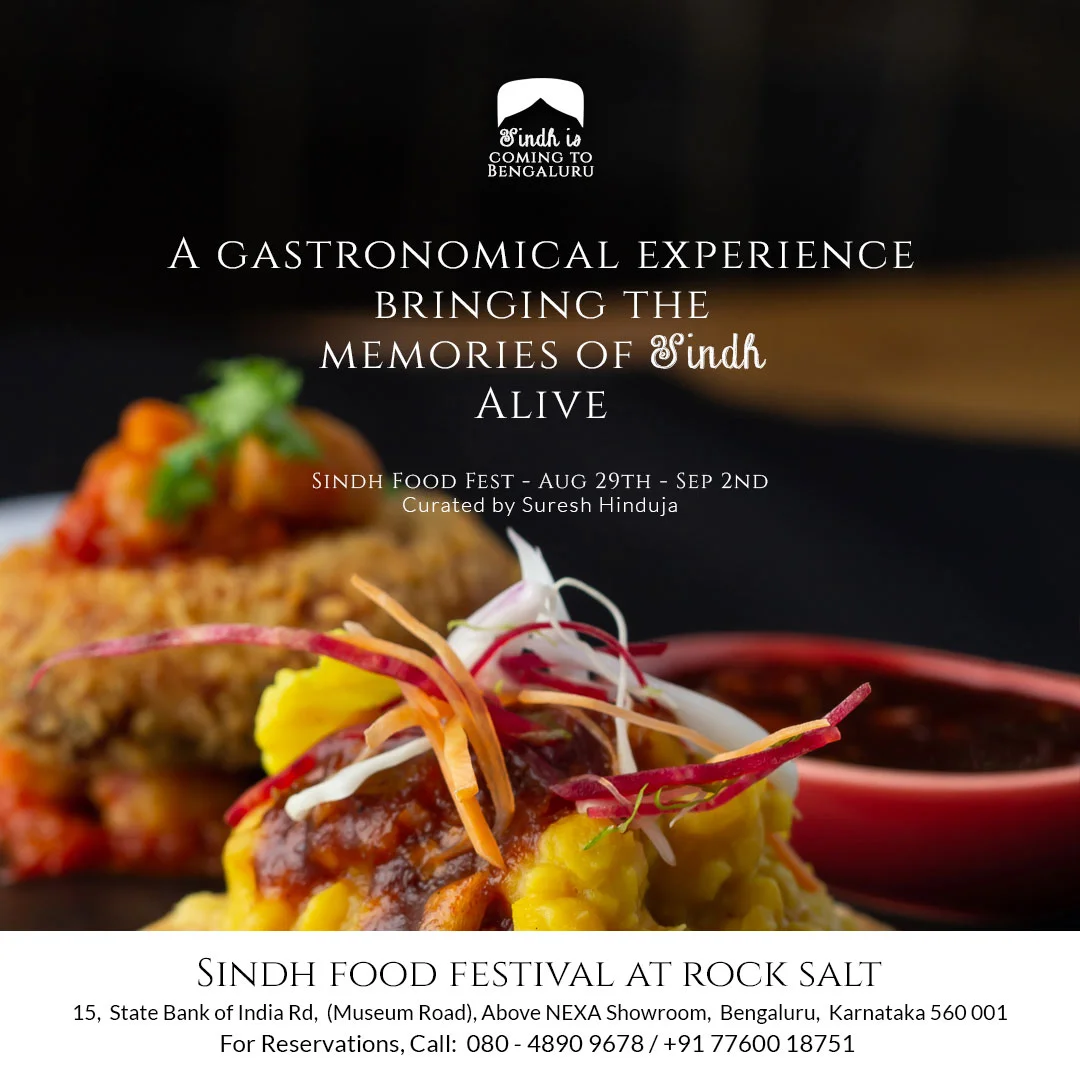 Sindh is
COMING TO
BENGALURU
A GASTRONOMICAL EXPERIENCE
BRINGING THE
MEMORIES OF Sindh
ALIVE
SINDH FOOD FEST - AUG 29TH - SEP 2ND
Curated by Suresh Hinduja
SINDH FOOD FESTIVAL AT ROCK SALT
15, State Bank of India Rd, (Museum Road), Above NEXA Showroom, Bengaluru, Karnataka 560 001
For Reservations, Call: 080 - 4890 9678 / +91 77600 18751